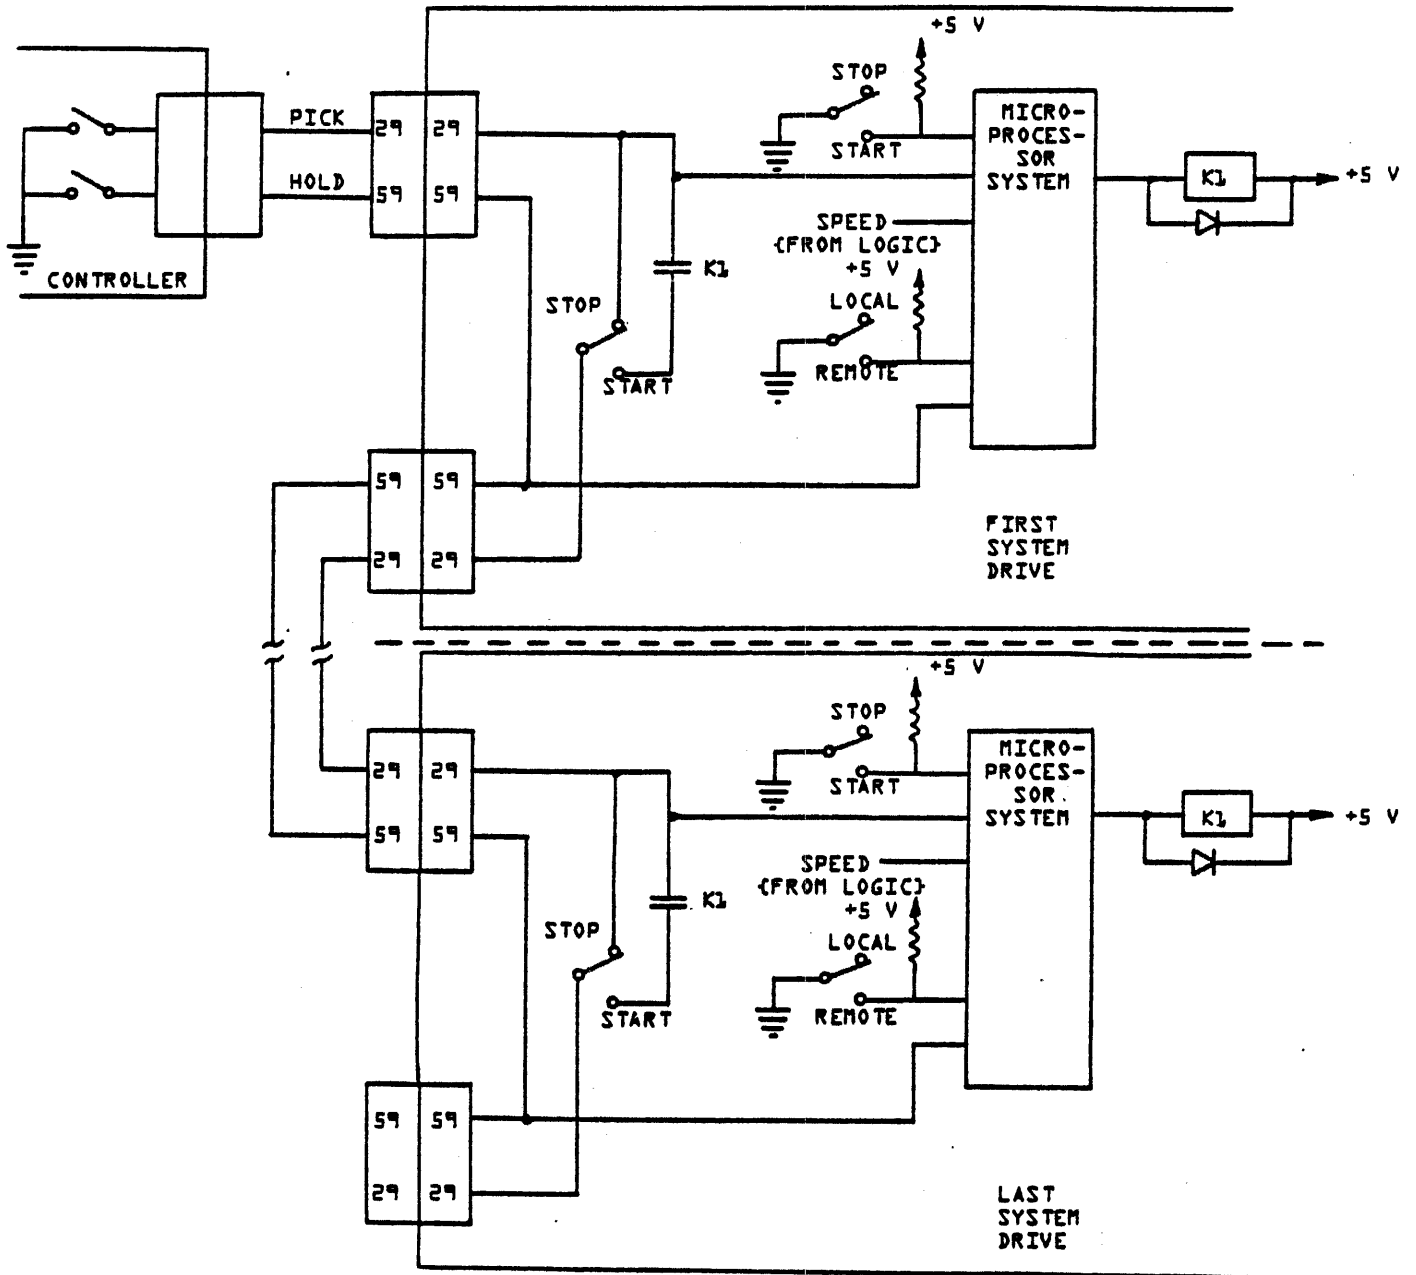 +5 V
STOP
START
MICRO-
PROCES-
SOR
SYSTEM
K1
+5 V
PICK
29 29
HOLD
59 59
CONTROLLER
SPEED
{FROM LOGIC}
+5 V
K1
LOCAL
REMOTE
STOP
START
59 59
29 29
FIRST
SYSTEM
DRIVE
+5 V
STOP
START
MICRO-
PROCES-
SOR
SYSTEM
K1
+5 V
29 29
59 59
SPEED
{FROM LOGIC}
+5 V
K1
LOCAL
REMOTE
STOP
START
59 59
29 29
LAST
SYSTEM
DRIVE